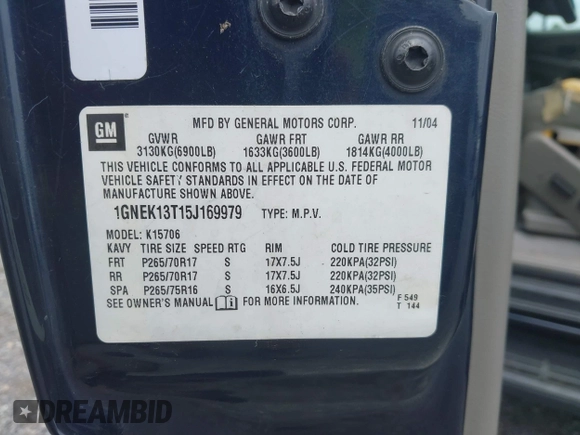 GM
MFD BY GENERAL MOTORS CORP. 11/04
GVWR GAWR FRT GAWR RR
3130KG(6900LB) 1633KG(3600LB) 1814KG(4000LB)
THIS VEHICLE CONFORMS TO ALL APPLICABLE U.S. FEDERAL MOTOR
VEHICLE SAFETY STANDARDS IN EFFECT ON THE DATE OF
MANUFACTURE SHOWN ABOVE.
1GNEK13T15J169979 TYPE: M.P.V.
MODEL: K15706
KAVY TIRE SIZE SPEED RTG RIM COLD TIRE PRESSURE
FRT P265/70R17 S 17X7.5J 220KPA(32PSI)
RR P265/70R17 S 17X7.5J 220KPA(32PSI)
SPA P265/75R16 S 16X6.5J 240KPA(35PSI)
SEE OWNER'S MANUAL FOR MORE INFORMATION.
F 549
T 144
DREAMBID